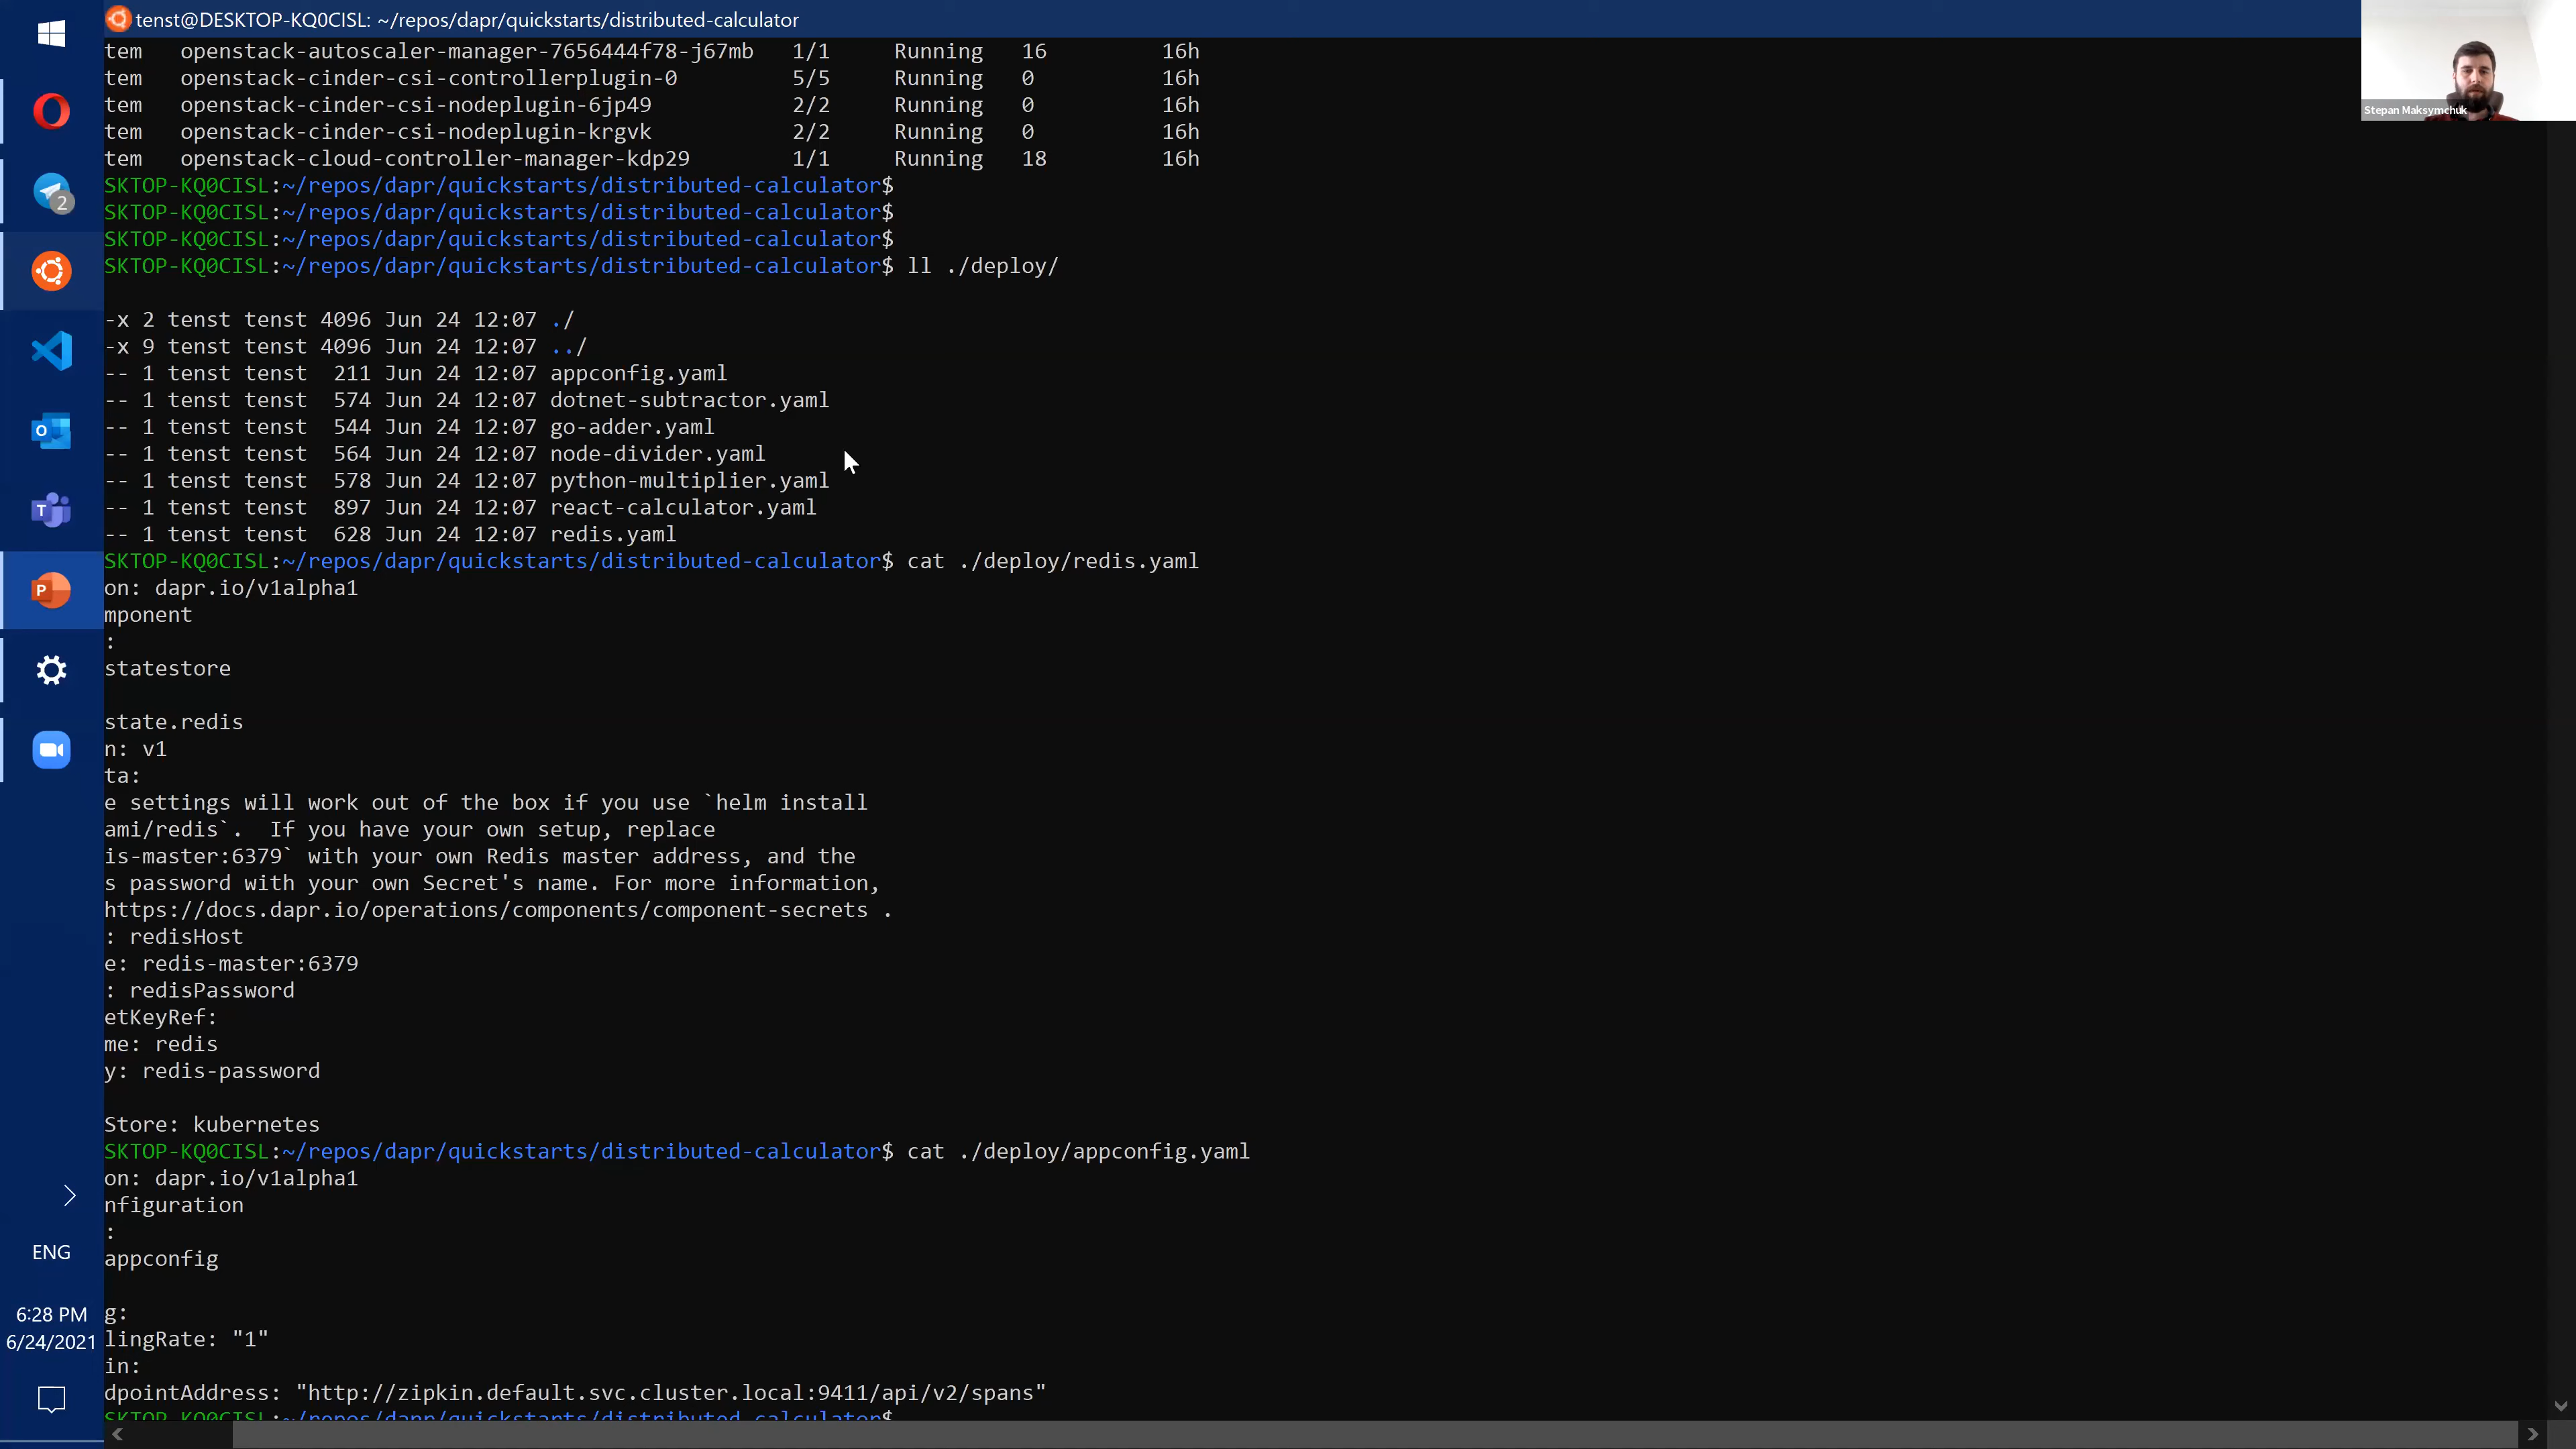 tenst@DESKTOP-KQ0CISL: ~/repos/dapr/quickstarts/distributed-calculator
tem openstack-autoscaler-manager-7656444f78-j67mb 1/1 Running 16 16h
tem openstack-cinder-csi-controllerplugin-0 5/5 Running 0 16h
tem openstack-cinder-csi-nodeplugin-6jp49 2/2 Running 0 16h
tem openstack-cinder-csi-nodeplugin-krgvk 2/2 Running 0 16h
tem openstack-cloud-controller-manager-kdp29 1/1 Running 18 16h
SKTOP-KQ0CISL:~/repos/dapr/quickstarts/distributed-calculator$
SKTOP-KQ0CISL:~/repos/dapr/quickstarts/distributed-calculator$
SKTOP-KQ0CISL:~/repos/dapr/quickstarts/distributed-calculator$
SKTOP-KQ0CISL:~/repos/dapr/quickstarts/distributed-calculator$ ll ./deploy/
-x 2 tenst tenst 4096 Jun 24 12:07 ./
-x 9 tenst tenst 4096 Jun 24 12:07 ../
-- 1 tenst tenst 211 Jun 24 12:07 appconfig.yaml
-- 1 tenst tenst 574 Jun 24 12:07 dotnet-subtractor.yaml
-- 1 tenst tenst 544 Jun 24 12:07 go-adder.yaml
-- 1 tenst tenst 564 Jun 24 12:07 node-divider.yaml
-- 1 tenst tenst 578 Jun 24 12:07 python-multiplier.yaml
-- 1 tenst tenst 897 Jun 24 12:07 react-calculator.yaml
-- 1 tenst tenst 628 Jun 24 12:07 redis.yaml
SKTOP-KQ0CISL:~/repos/dapr/quickstarts/distributed-calculator$ cat ./deploy/redis.yaml
on: dapr.io/v1alpha1
mponent
:
statestore
state.redis
n: v1
ta:
e settings will work out of the box if you use `helm install
ami/redis`.  If you have your own setup, replace
is-master:6379` with your own Redis master address, and the
s password with your own Secret's name. For more information,
https://docs.dapr.io/operations/components/component-secrets .
: redisHost
e: redis-master:6379
: redisPassword
etKeyRef:
me: redis
y: redis-password
Store: kubernetes
SKTOP-KQ0CISL:~/repos/dapr/quickstarts/distributed-calculator$ cat ./deploy/appconfig.yaml
on: dapr.io/v1alpha1
nfiguration
:
appconfig
g:
lingRate: "1"
in:
dpointAddress: "http://zipkin.default.svc.cluster.local:9411/api/v2/spans"
SKTOP-KQ0CISL:~/repos/dapr/quickstarts/distributed-calculator$
Stepan Maksymchuk
2
ENG
6:28 PM
6/24/2021